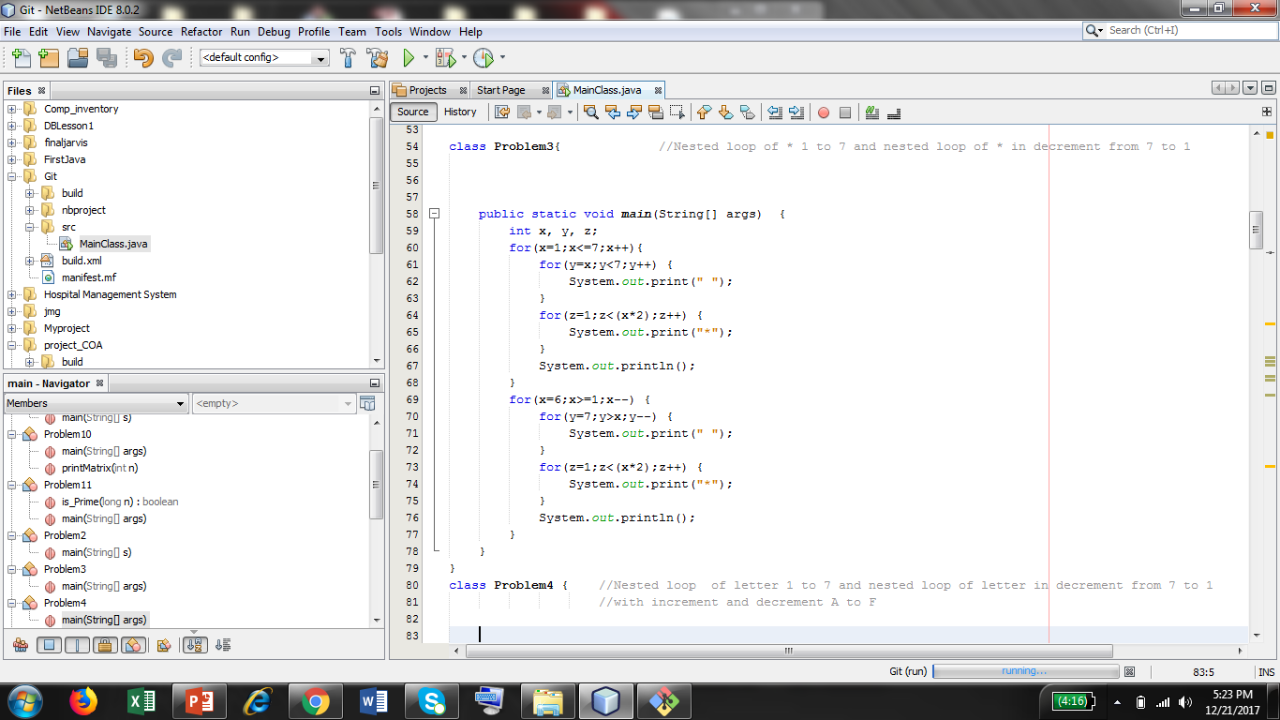 Git - NetBeans IDE 8.0.2
File Edit View Navigate Source Refactor Run Debug Profile Team Tools Window Help
Search (Ctrl+I)
<default config>
Files
Comp_inventory
DBLesson1
finaljarvis
FirstJava
Git
build
nbproject
src
MainClass.java
build.xml
manifest.mf
Hospital Management System
jmg
Myproject
project_COA
build
main - Navigator
Members
<empty>
main(String[] s)
Problem10
main(String[] args)
printMatrix(int n)
Problem11
is_Prime(long n) : boolean
main(String[] args)
Problem2
main(String[] s)
Problem3
main(String[] args)
Problem4
main(String[] args)
Projects
Start Page
MainClass.java
Source History
53
54 class Problem3{ //Nested loop of * 1 to 7 and nested loop of * in decrement from 7 to 1
55
56
57
58 public static void main(String[] args) {
59 int x, y, z;
60 for(x=1;x<=7;x++){
61 for(y=x;y<7;y++) {
62 System.out.print(" ");
63 }
64 for(z=1;z<(x*2);z++) {
65 System.out.print("*");
66 }
67 System.out.println();
68 }
69 for(x=6;x>=1;x--) {
70 for(y=7;y>x;y--) {
71 System.out.print(" ");
72 }
73 for(z=1;z<(x*2);z++) {
74 System.out.print("*");
75 }
76 System.out.println();
77 }
78 }
79 }
80 class Problem4 { //Nested loop of letter 1 to 7 and nested loop of letter in decrement from 7 to 1
81 //with increment and decrement A to F
82
83
Git (run) running... 83:5 INS
(4:16)
5:23 PM
12/21/2017